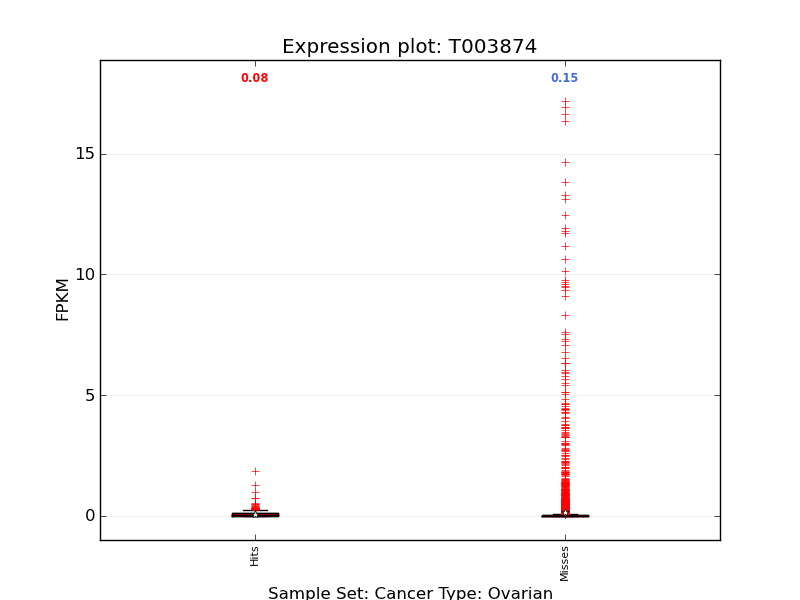 Expression plot: T003874
0.08
0.15
15
10
5
0
FPKM
Hits
Misses
Sample Set: Cancer Type: Ovarian